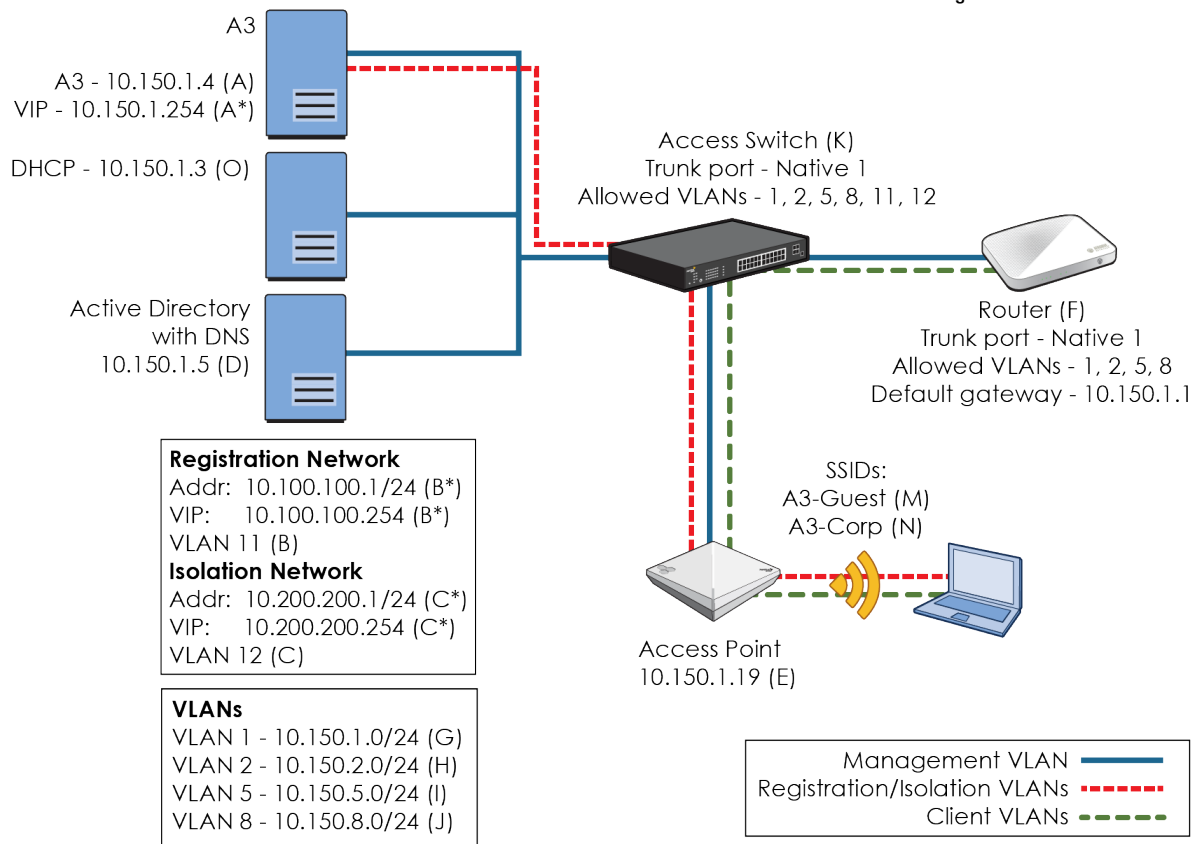 A3
A3 - 10.150.1.4 (A)
VIP - 10.150.1.254 (A*)
DHCP - 10.150.1.3 (O)
Active Directory
with DNS
10.150.1.5 (D)
Access Switch (K)
Trunk port - Native 1
Allowed VLANs - 1, 2, 5, 8, 11, 12
Router (F)
Trunk port - Native 1
Allowed VLANs - 1, 2, 5, 8
Default gateway - 10.150.1.1
SSIDs:
A3-Guest (M)
A3-Corp (N)
Access Point
10.150.1.19 (E)
Registration Network
Addr: 10.100.100.1/24 (B*)
VIP: 10.100.100.254 (B*)
VLAN 11 (B)
Isolation Network
Addr: 10.200.200.1/24 (C*)
VIP: 10.200.200.254 (C*)
VLAN 12 (C)
VLANs
VLAN 1 - 10.150.1.0/24 (G)
VLAN 2 - 10.150.2.0/24 (H)
VLAN 5 - 10.150.5.0/24 (I)
VLAN 8 - 10.150.8.0/24 (J)
Management VLAN
Registration/Isolation VLANs
Client VLANs